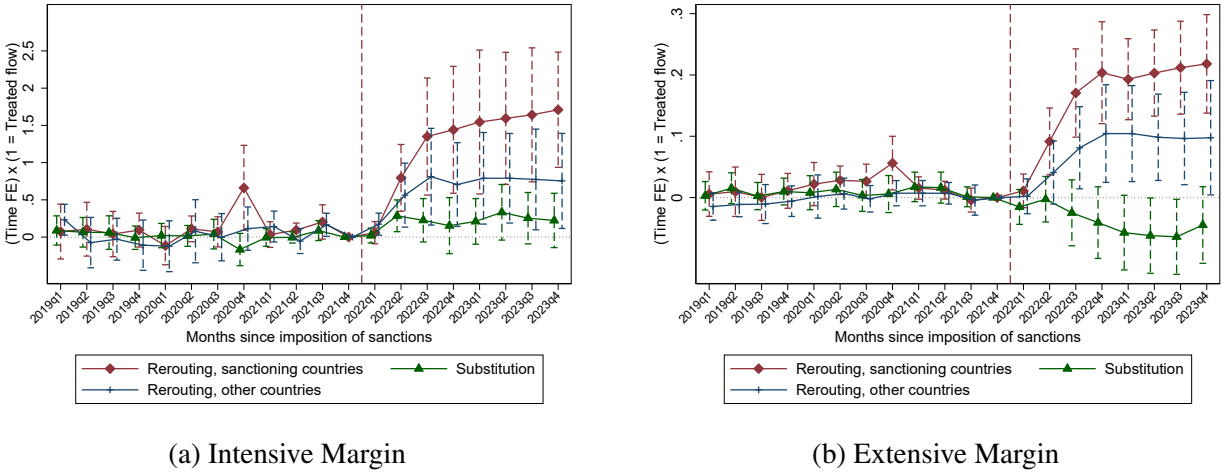 (Time FE) x (1 = Treated flow)
2.5
2
1.5
1
.5
0
2019q1 2019q2 2019q3 2019q4 2020q1 2020q2 2020q3 2020q4 2021q1 2021q2 2021q3 2021q4 2022q1 2022q2 2022q3 2022q4 2023q1 2023q2 2023q3 2023q4
Months since imposition of sanctions
Rerouting, sanctioning countries Substitution
Rerouting, other countries
(a) Intensive Margin
(Time FE) x (1 = Treated flow)
.3
.2
.1
0
2019q1 2019q2 2019q3 2019q4 2020q1 2020q2 2020q3 2020q4 2021q1 2021q2 2021q3 2021q4 2022q1 2022q2 2022q3 2022q4 2023q1 2023q2 2023q3 2023q4
Months since imposition of sanctions
Rerouting, sanctioning countries Substitution
Rerouting, other countries
(b) Extensive Margin